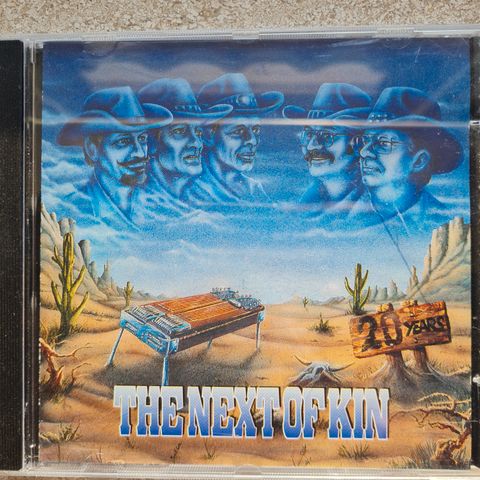 20 YEARS
THE NEXT OF KIN